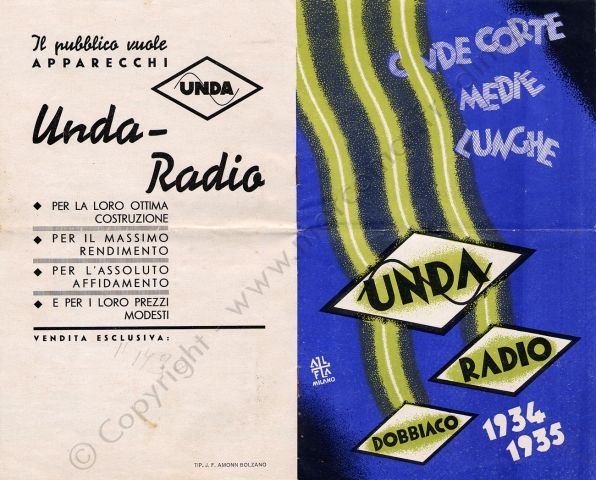 Il pubblico vuole
APPARECCHI
UNDA
Unda-
Radio
PER LA LORO OTTIMA
COSTRUZIONE
PER IL MASSIMO
RENDIMENTO
PER L'ASSOLUTO
AFFIDAMENTO
E PER I LORO PREZZI
MODESTI
VENDITA ESCLUSIVA:
TIP. J. F. AMONN BOLZANO
© Copyright - www.
ONDE CORTE
MEDIE
LUNGHE
UNDA
RADIO
DOBBIACO
1934
1935
MILANO